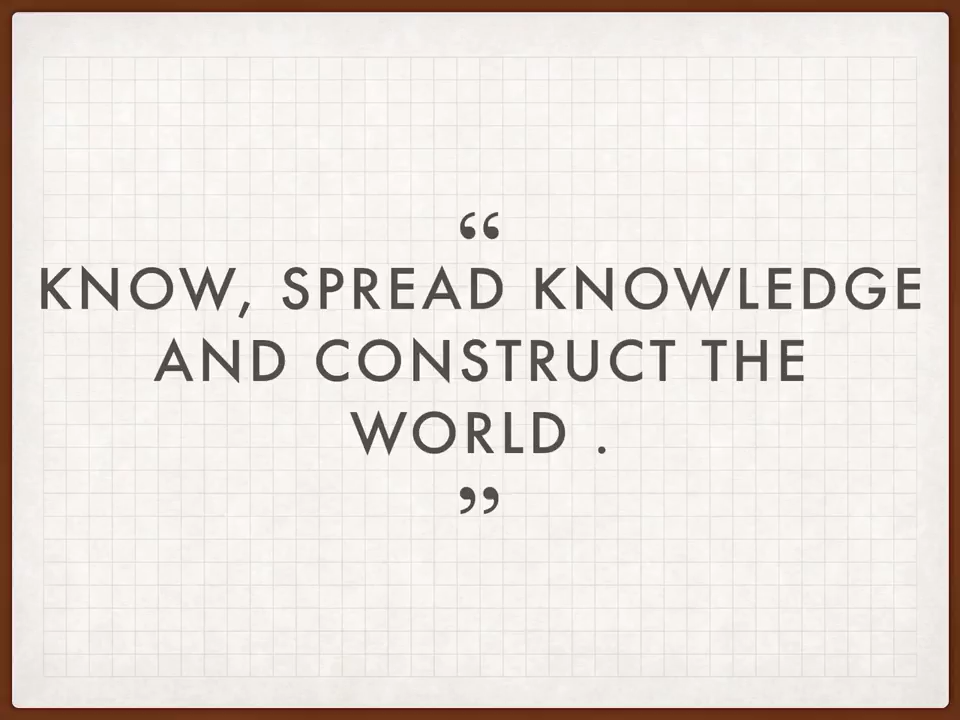 “
KNOW, SPREAD KNOWLEDGE
AND CONSTRUCT THE
WORLD .
”